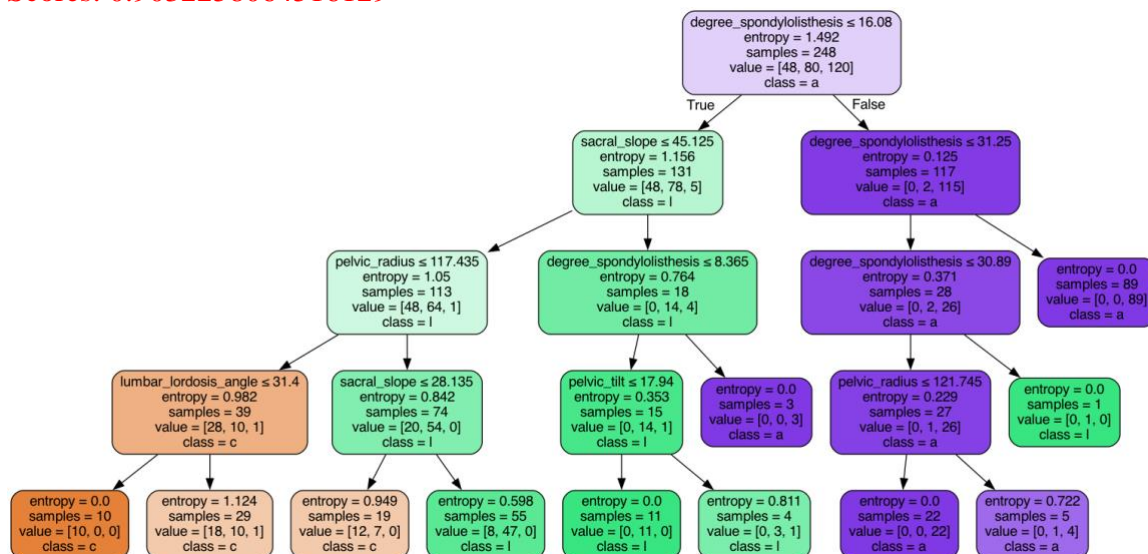 Scores: 0.9032258064516129
degree_spondylolisthesis ≤ 16.08
entropy = 1.492
samples = 248
value = [48, 80, 120]
class = a
True
False
sacral_slope ≤ 45.125
entropy = 1.156
samples = 131
value = [48, 78, 5]
class = l
degree_spondylolisthesis ≤ 31.25
entropy = 0.125
samples = 117
value = [0, 2, 115]
class = a
pelvic_radius ≤ 117.435
entropy = 1.05
samples = 113
value = [48, 64, 1]
class = l
degree_spondylolisthesis ≤ 8.365
entropy = 0.764
samples = 18
value = [0, 14, 4]
class = l
degree_spondylolisthesis ≤ 30.89
entropy = 0.371
samples = 28
value = [0, 2, 26]
class = a
entropy = 0.0
samples = 89
value = [0, 0, 89]
class = a
lumbar_lordosis_angle ≤ 31.4
entropy = 0.982
samples = 39
value = [28, 10, 1]
class = c
sacral_slope ≤ 28.135
entropy = 0.842
samples = 74
value = [20, 54, 0]
class = l
pelvic_tilt ≤ 17.94
entropy = 0.353
samples = 15
value = [0, 14, 1]
class = l
entropy = 0.0
samples = 3
value = [0, 0, 3]
class = a
pelvic_radius ≤ 121.745
entropy = 0.229
samples = 27
value = [0, 1, 26]
class = a
entropy = 0.0
samples = 1
value = [0, 1, 0]
class = l
entropy = 0.0
samples = 10
value = [10, 0, 0]
class = c
entropy = 1.124
samples = 29
value = [18, 10, 1]
class = c
entropy = 0.949
samples = 19
value = [12, 7, 0]
class = c
entropy = 0.598
samples = 55
value = [8, 47, 0]
class = l
entropy = 0.0
samples = 11
value = [0, 11, 0]
class = l
entropy = 0.811
samples = 4
value = [0, 3, 1]
class = l
entropy = 0.0
samples = 22
value = [0, 0, 22]
class = a
entropy = 0.722
samples = 5
value = [0, 1, 4]
class = a